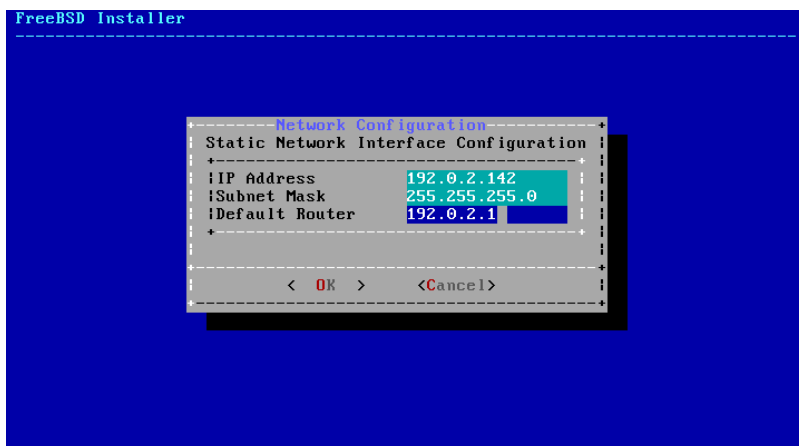 FreeBSD Installer
Network Configuration
Static Network Interface Configuration
IP Address 192.0.2.142
Subnet Mask 255.255.255.0
Default Router 192.0.2.1
< OK > <Cancel>